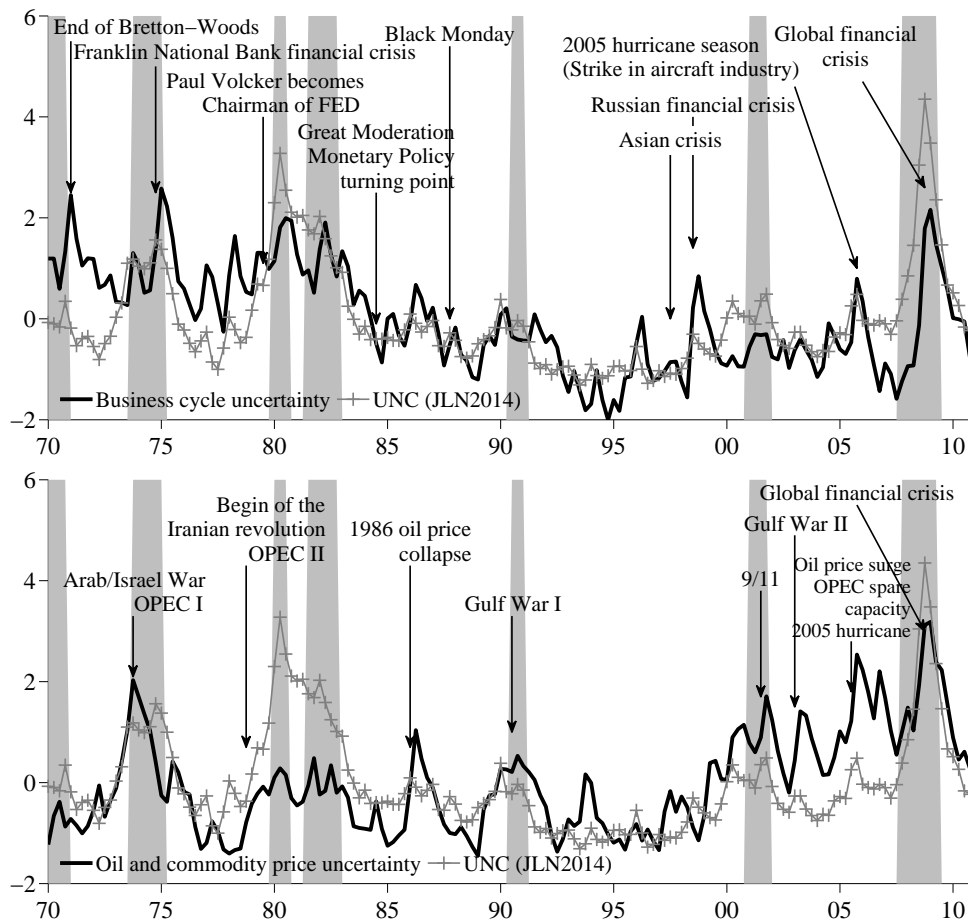 6
End of Bretton−Woods
Franklin National Bank financial crisis
Paul Volcker becomes
Chairman of FED
Great Moderation
Monetary Policy
turning point
Black Monday
2005 hurricane season
(Strike in aircraft industry)
Russian financial crisis
Asian crisis
Global financial
crisis
4
2
0
−2
Business cycle uncertainty
UNC (JLN2014)
70 75 80 85 90 95 00 05 10
6
Begin of the
Iranian revolution
OPEC II
1986 oil price
collapse
Arab/Israel War
OPEC I
Gulf War I
Global financial crisis
Gulf War II
9/11
Oil price surge
OPEC spare
capacity
2005 hurricane
4
2
0
−2
Oil and commodity price uncertainty
UNC (JLN2014)
70 75 80 85 90 95 00 05 10